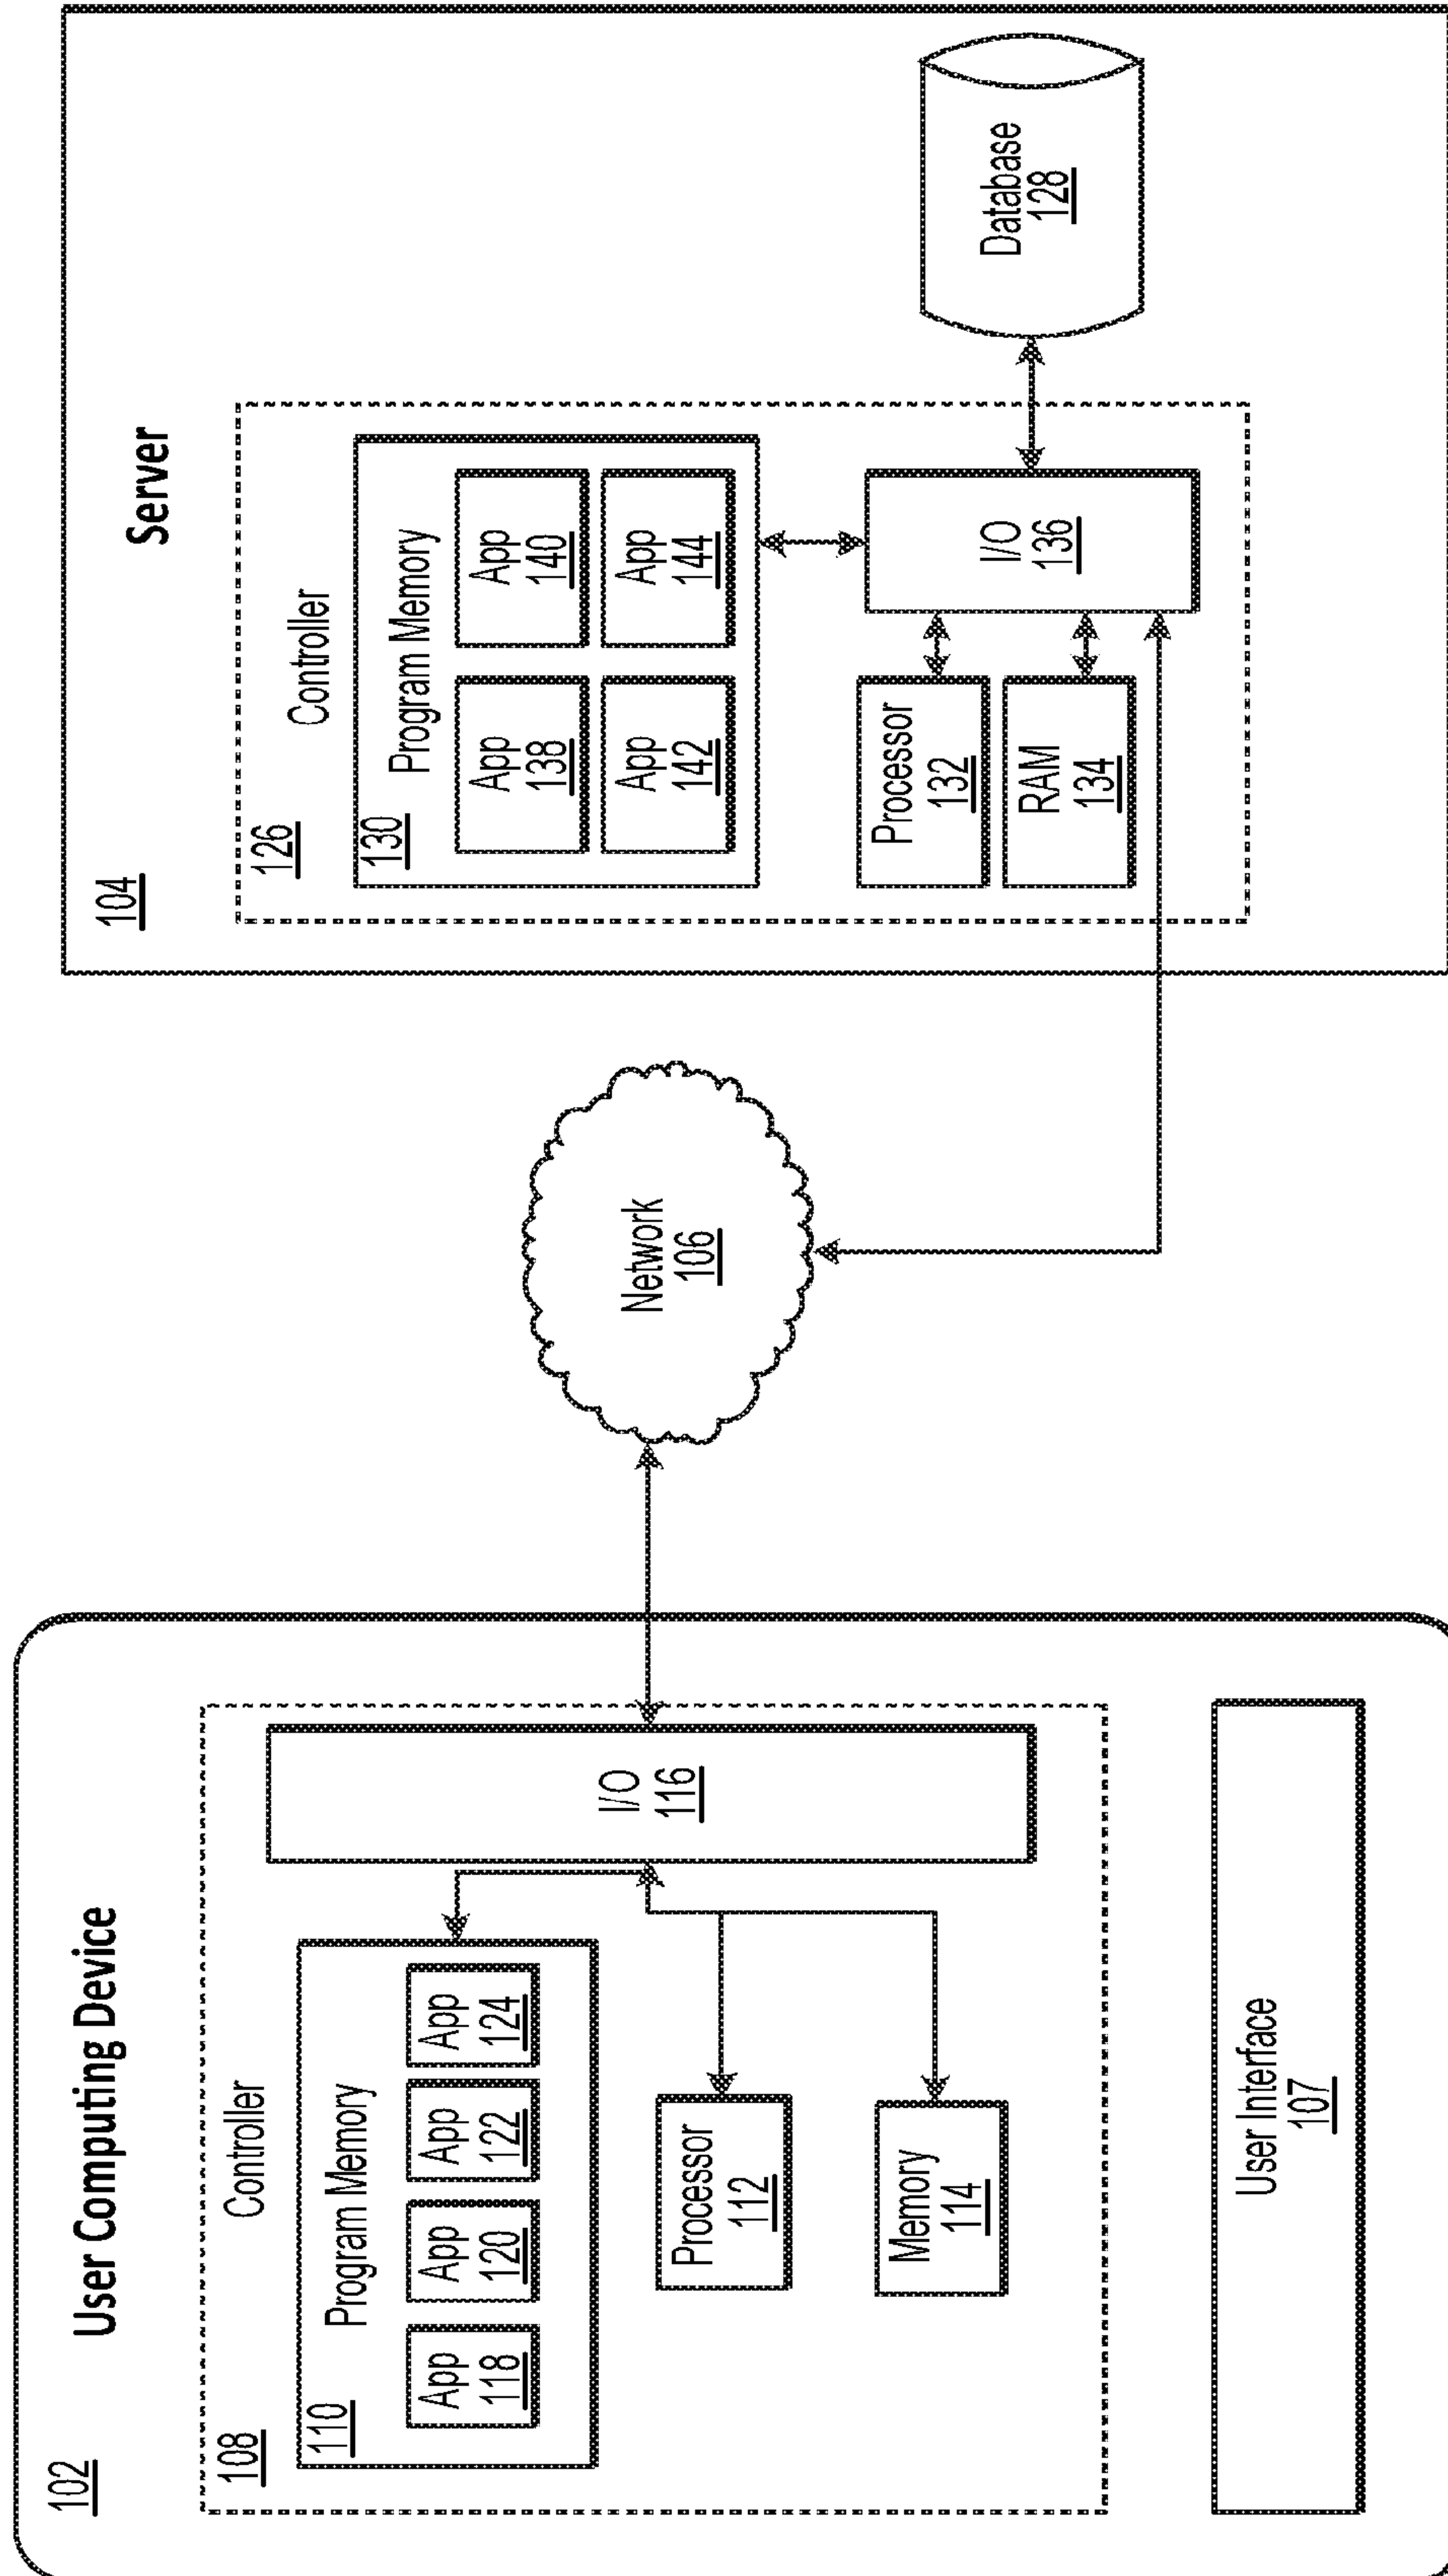 102
User Computing Device
108
Controller
110
Program Memory
App
118
App
120
App
122
App
124
Processor
112
Memory
114
I/O
116
User Interface
107
Network
106
104
Server
126
Controller
130
Program Memory
App
138
App
140
App
142
App
144
Processor
132
RAM
134
I/O
136
Database
128